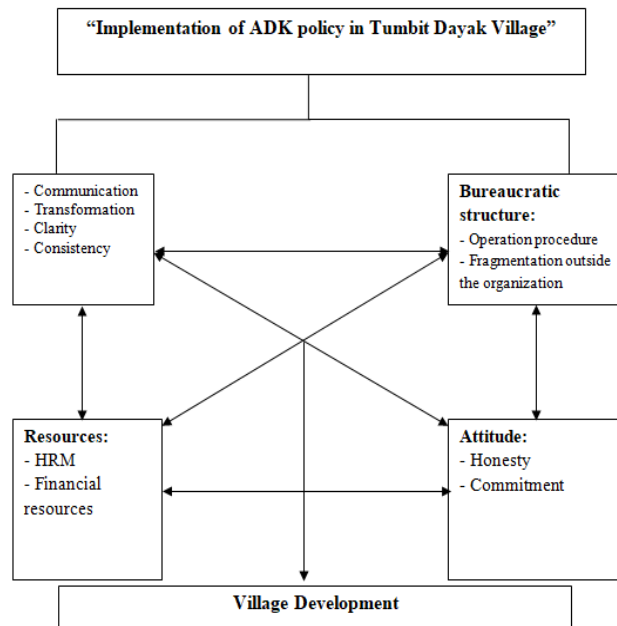 “Implementation of ADK policy in Tumbit Dayak Village”
- Communication
- Transformation
- Clarity
- Consistency
Bureaucratic
structure:
- Operation procedure
- Fragmentation outside
the organization
Resources:
- HRM
- Financial
resources
Attitude:
- Honesty
- Commitment
Village Development